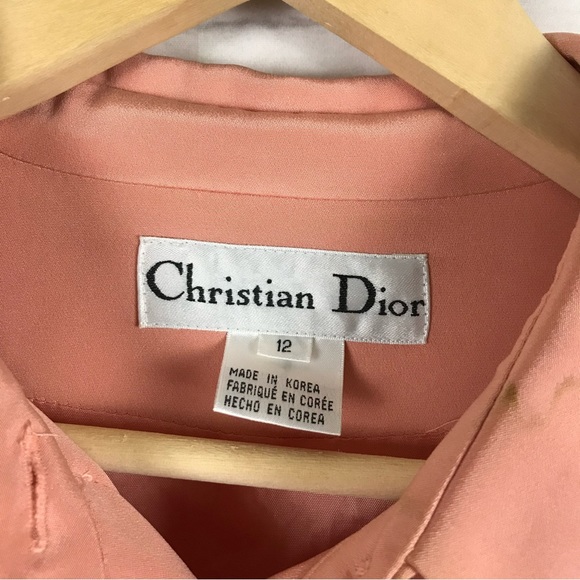 Christian Dior
12
MADE IN KOREA
FABRIQUÉ EN CORÉE
HECHO EN COREA